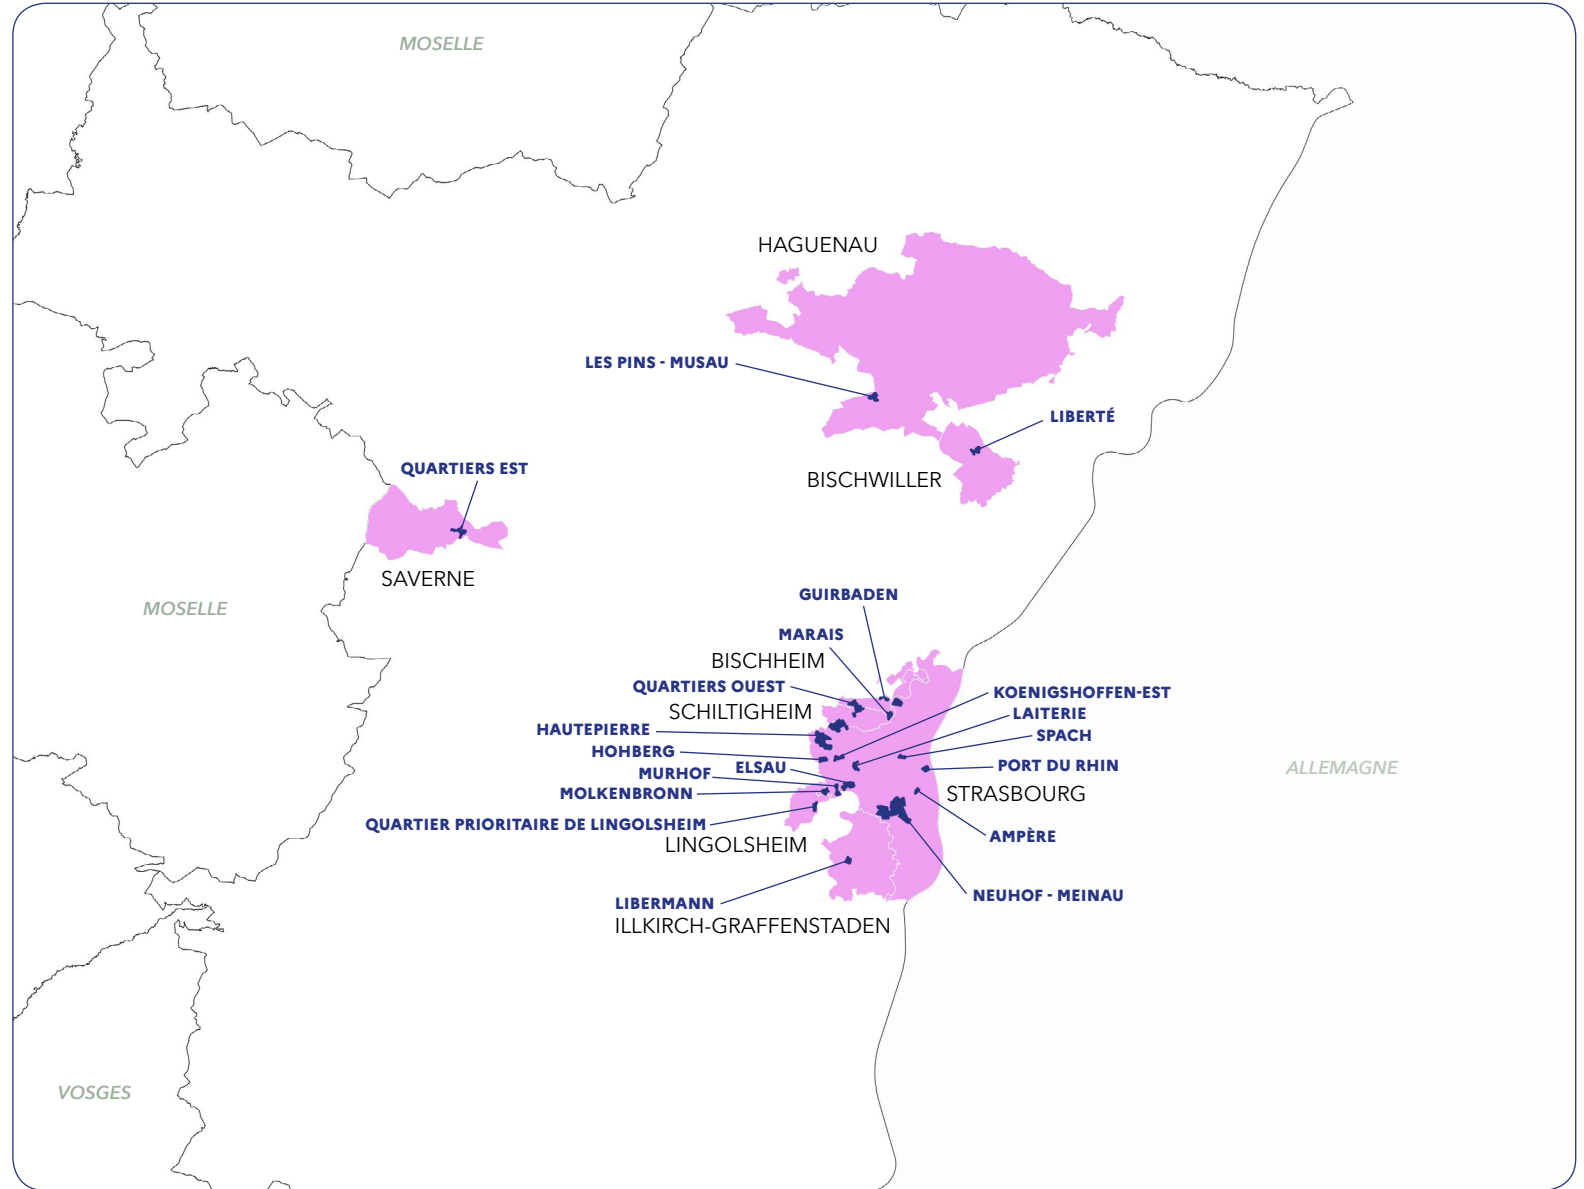 MOSELLE
HAGUENAU
LES PINS - MUSAU
LIBERTÉ
QUARTIERS EST
BISCHWILLER
SAVERNE
MOSELLE
GUIRBADEN
MARAIS
BISCHHEIM
QUARTIERS OUEST
KOENIGSHOFFEN-EST
SCHILTIGHEIM
LAITERIE
HAUTEPIERRE
SPACH
HOHBERG
ELSAU
PORT DU RHIN
ALLEMAGNE
MURHOF
MOLKENBRONN
STRASBOURG
QUARTIER PRIORITAIRE DE LINGOLSHEIM
AMPÈRE
LINGOLSHEIM
NEUHOF - MEINAU
LIBERMANN
ILLKIRCH-GRAFFENSTADEN
VOSGES